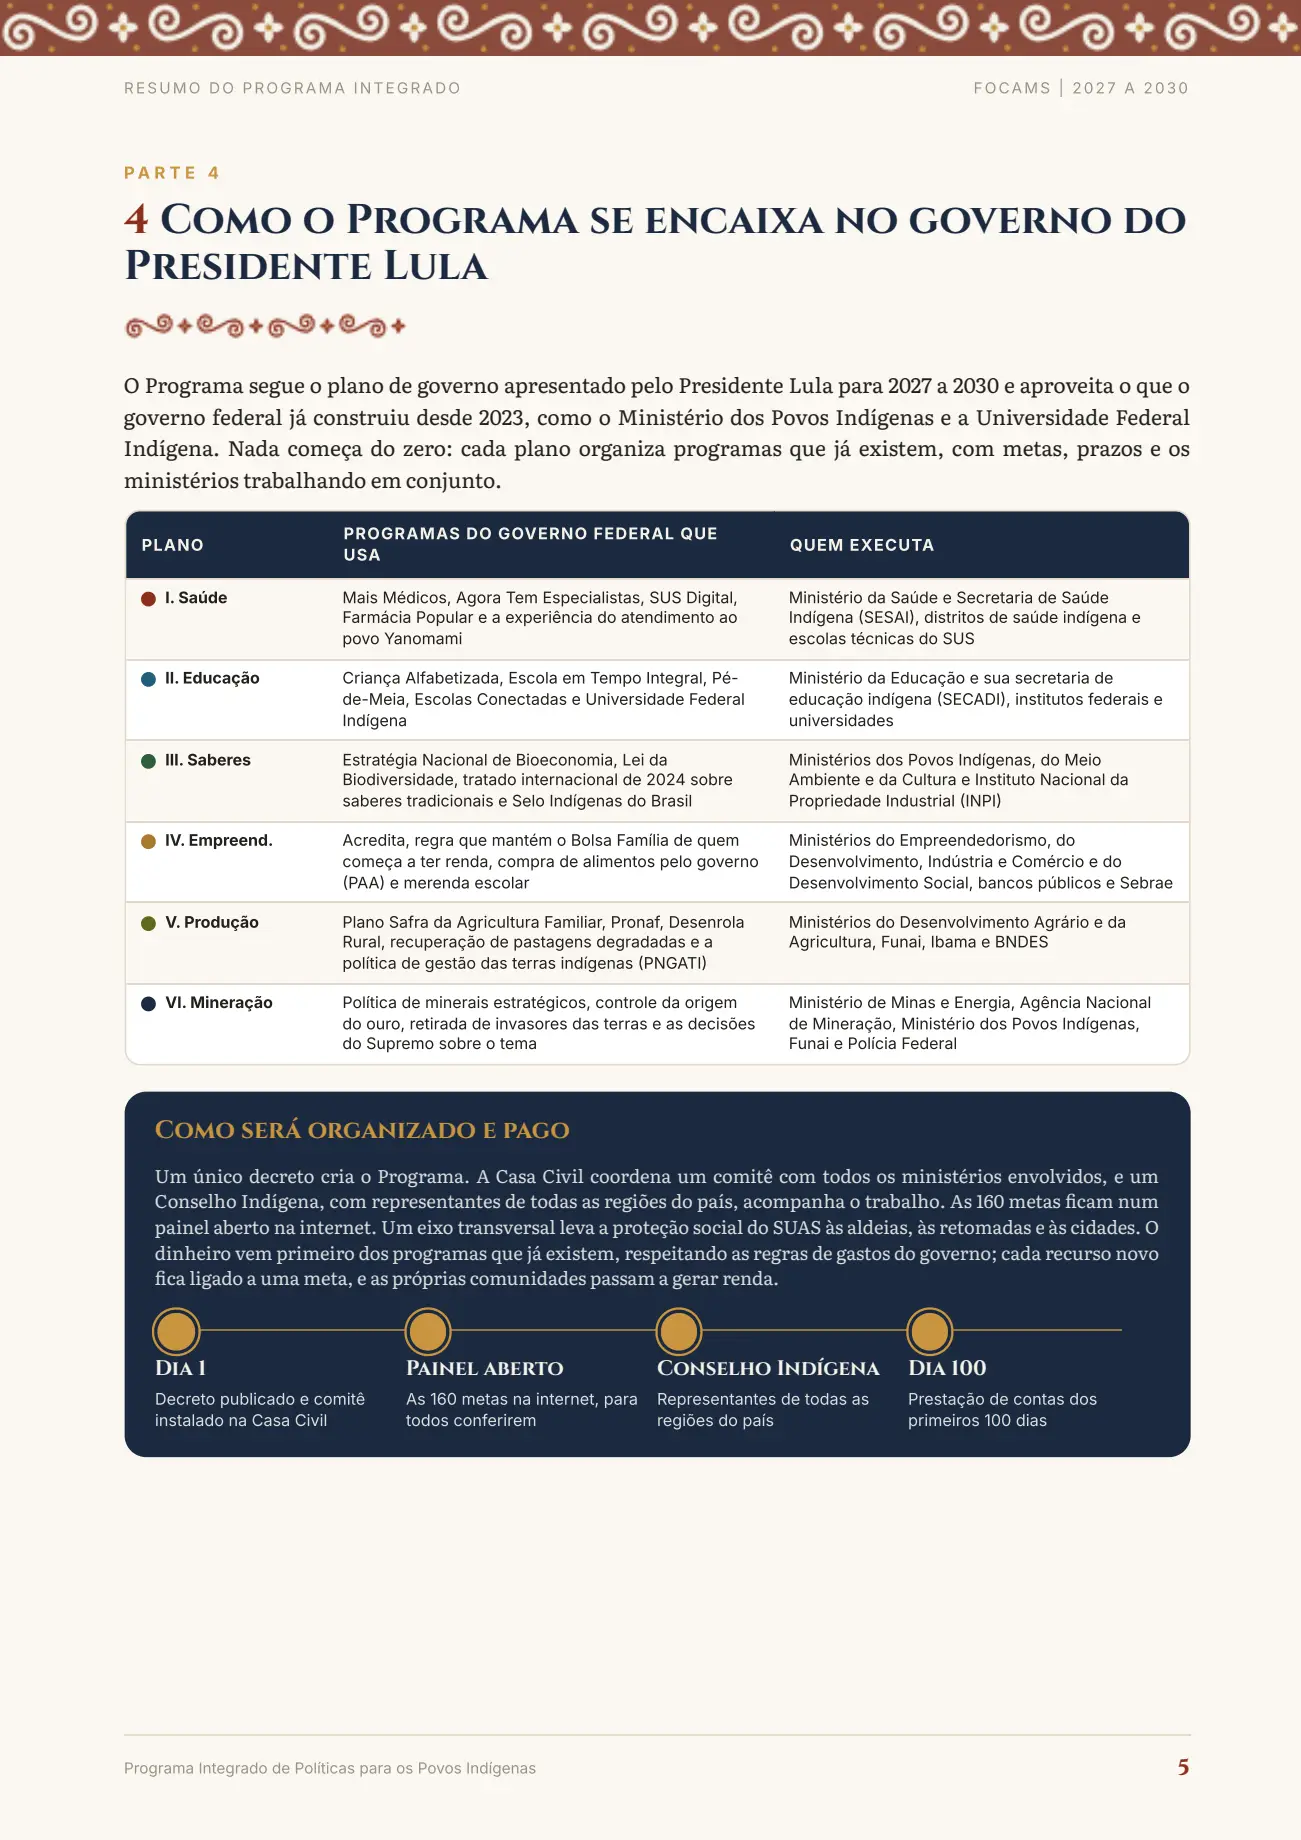 RESUMO DO PROGRAMA INTEGRADO
FOCAMS | 2027 A 2030
PARTE 4
4 Como o Programa se encaixa no governo do
Presidente Lula
O Programa segue o plano de governo apresentado pelo Presidente Lula para 2027 a 2030 e aproveita o que o
governo federal já construiu desde 2023, como o Ministério dos Povos Indígenas e a Universidade Federal
Indígena. Nada começa do zero: cada plano organiza programas que já existem, com metas, prazos e os
ministérios trabalhando em conjunto.
PLANO
PROGRAMAS DO GOVERNO FEDERAL QUE
USA
QUEM EXECUTA
I. Saúde
Mais Médicos, Agora Tem Especialistas, SUS Digital,
Farmácia Popular e a experiência do atendimento ao
povo Yanomami
Ministério da Saúde e Secretaria de Saúde
Indígena (SESAI), distritos de saúde indígena e
escolas técnicas do SUS
II. Educação
Criança Alfabetizada, Escola em Tempo Integral, Pé-
de-Meia, Escolas Conectadas e Universidade Federal
Indígena
Ministério da Educação e sua secretaria de
educação indígena (SECADI), institutos federais e
universidades
III. Saberes
Estratégia Nacional de Bioeconomia, Lei da
Biodiversidade, tratado internacional de 2024 sobre
saberes tradicionais e Selo Indígenas do Brasil
Ministérios dos Povos Indígenas, do Meio
Ambiente e da Cultura e Instituto Nacional da
Propriedade Industrial (INPI)
IV. Empreend.
Acredita, regra que mantém o Bolsa Família de quem
começa a ter renda, compra de alimentos pelo governo
(PAA) e merenda escolar
Ministérios do Empreendedorismo, do
Desenvolvimento, Indústria e Comércio e do
Desenvolvimento Social, bancos públicos e Sebrae
V. Produção
Plano Safra da Agricultura Familiar, Pronaf, Desenrola
Rural, recuperação de pastagens degradadas e a
política de gestão das terras indígenas (PNGATI)
Ministérios do Desenvolvimento Agrário e da
Agricultura, Funai, Ibama e BNDES
VI. Mineração
Política de minerais estratégicos, controle da origem
do ouro, retirada de invasores das terras e as decisões
do Supremo sobre o tema
Ministério de Minas e Energia, Agência Nacional
de Mineração, Ministério dos Povos Indígenas,
Funai e Polícia Federal
Como será organizado e pago
Um único decreto cria o Programa. A Casa Civil coordena um comitê com todos os ministérios envolvidos, e um
Conselho Indígena, com representantes de todas as regiões do país, acompanha o trabalho. As 160 metas ficam num
painel aberto na internet. Um eixo transversal leva a proteção social do SUAS às aldeias, às retomadas e às cidades. O
dinheiro vem primeiro dos programas que já existem, respeitando as regras de gastos do governo; cada recurso novo
fica ligado a uma meta, e as próprias comunidades passam a gerar renda.
Dia 1
Decreto publicado e comitê
instalado na Casa Civil
Painel aberto
As 160 metas na internet, para
todos conferirem
Conselho Indígena
Representantes de todas as
regiões do país
Dia 100
Prestação de contas dos
primeiros 100 dias
Programa Integrado de Políticas para os Povos Indígenas
5